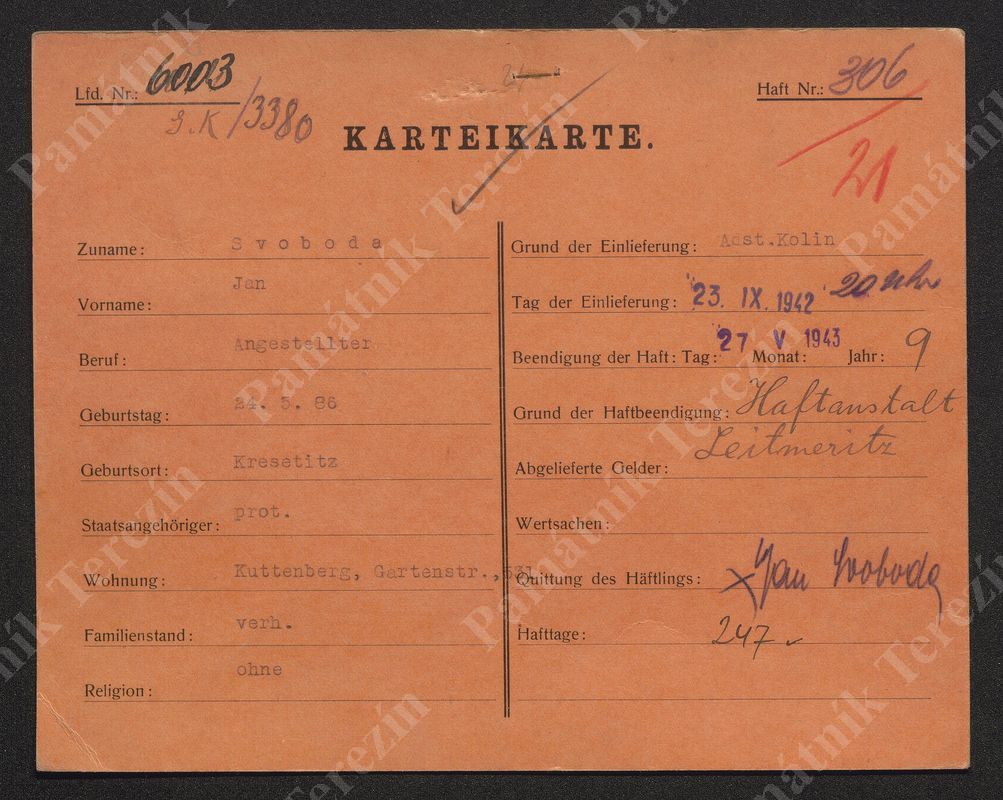 Lfd. Nr.: 6003
Haft Nr.: 306
/3380
21
KARTEIKARTE.
21
Zuname: Svoboda
Vorname: Jan
Beruf: Angestellter
Geburtstag: 24. 5. 86
Geburtsort: Kresetitz
Staatsangehöriger: prot.
Wohnung: Kuttenberg, Gartenstr., 531
Familienstand: verh.
Religion: ohne
Grund der Einlieferung: Adst.Kolin
Tag der Einlieferung: 23. IX. 1942 20 Uhr
Beendigung der Haft: Tag: 27 Monat: V Jahr: 1943 9
Grund der Haftbeendigung: Haftanstalt
Leitmeritz
Abgelieferte Gelder:
Wertsachen:
Quittung des Häftlings: Jan Svoboda
Hafttage: 247
Památník Terezín